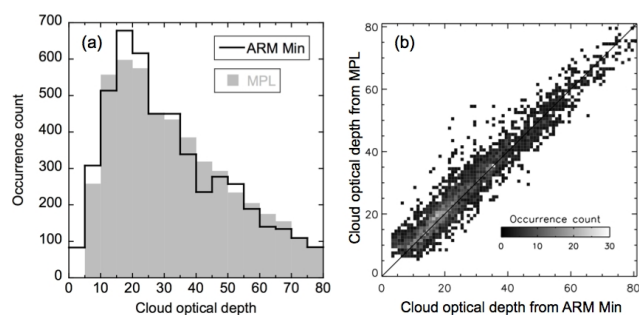 (a)
ARM Min
MPL
Occurrence count
700
600
500
400
300
200
100
0
0 10 20 30 40 50 60 70 80
Cloud optical depth
(b)
Cloud optical depth from MPL
80
60
40
20
0
Occurrence count
0 10 20 30
0 20 40 60 80
Cloud optical depth from ARM Min